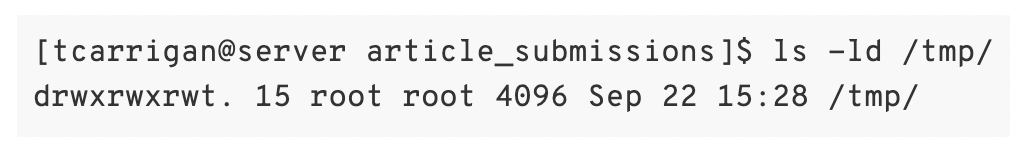 [tcarrigan@server article_submissions]$ ls -ld /tmp/
drwxrwxrwt. 15 root root 4096 Sep 22 15:28 /tmp/